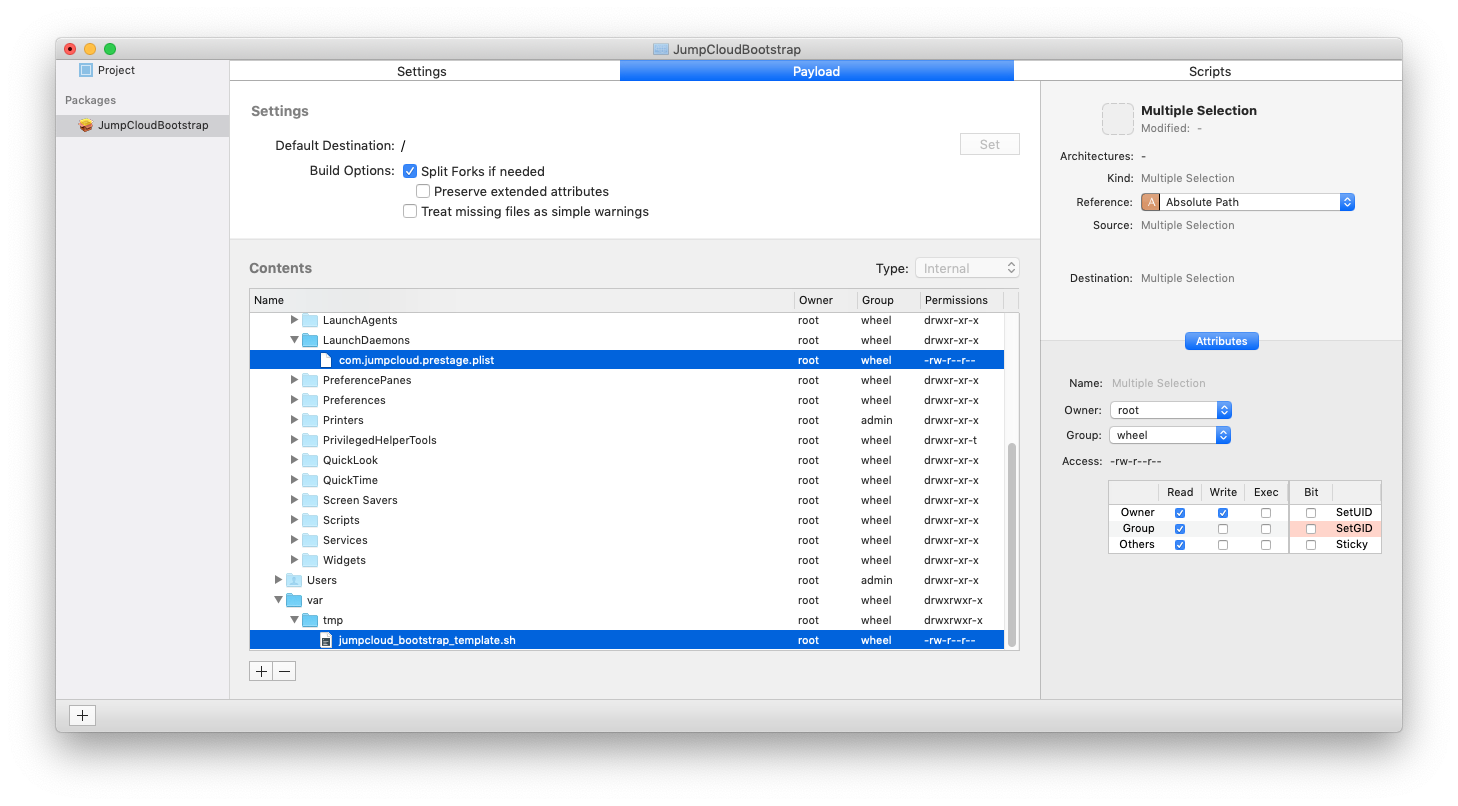 JumpCloudBootstrap
Project
Packages
JumpCloudBootstrap
Settings Payload Scripts
Settings
Default Destination: /
Set
Build Options: Split Forks if needed
Preserve extended attributes
Treat missing files as simple warnings
Contents
Type: Internal
Name Owner Group Permissions
LaunchAgents root wheel drwxr-xr-x
LaunchDaemons root wheel drwxr-xr-x
com.jumpcloud.prestage.plist root wheel -rw-r--r--
PreferencePanes root wheel drwxr-xr-x
Preferences root wheel drwxr-xr-x
Printers root admin drwxr-xr-x
PrivilegedHelperTools root wheel drwxr-xr-t
QuickLook root wheel drwxr-xr-x
QuickTime root wheel drwxr-xr-x
Screen Savers root wheel drwxr-xr-x
Scripts root wheel drwxr-xr-x
Services root wheel drwxr-xr-x
Widgets root wheel drwxr-xr-x
Users root admin drwxr-xr-x
var root wheel drwxrwxr-x
tmp root wheel drwxrwxr-x
jumpcloud_bootstrap_template.sh root wheel -rw-r--r--
Multiple Selection
Modified: -
Architectures: -
Kind: Multiple Selection
Reference: A Absolute Path
Source: Multiple Selection
Destination: Multiple Selection
Attributes
Name: Multiple Selection
Owner: root
Group: wheel
Access: -rw-r--r--
Read Write Exec Bit
Owner SetUID
Group SetGID
Others Sticky